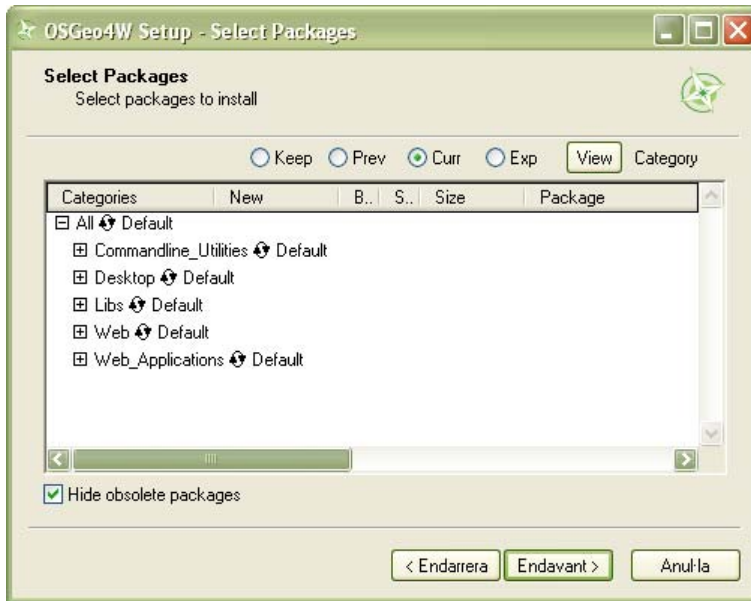 OSGeo4W Setup - Select Packages
Select Packages
Select packages to install
Keep Prev Curr Exp View Category
Categories New B.. S.. Size Package
All Default
Commandline_Utilities Default
Desktop Default
Libs Default
Web Default
Web_Applications Default
Hide obsolete packages
< Endarrera Endavant > Anul·la